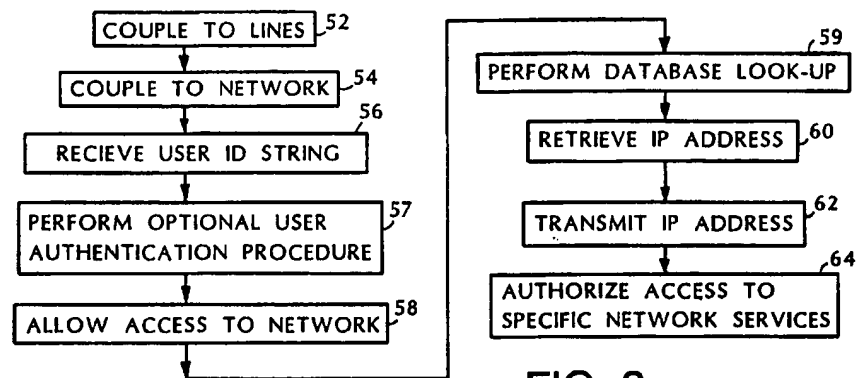 COUPLE TO LINES
52
COUPLE TO NETWORK
54
56
RECIEVE USER ID STRING
57
PERFORM OPTIONAL USER
AUTHENTICATION PROCEDURE
ALLOW ACCESS TO NETWORK
58
59
PERFORM DATABASE LOOK-UP
RETRIEVE IP ADDRESS
60
62
TRANSMIT IP ADDRESS
64
AUTHORIZE ACCESS TO
SPECIFIC NETWORK SERVICES